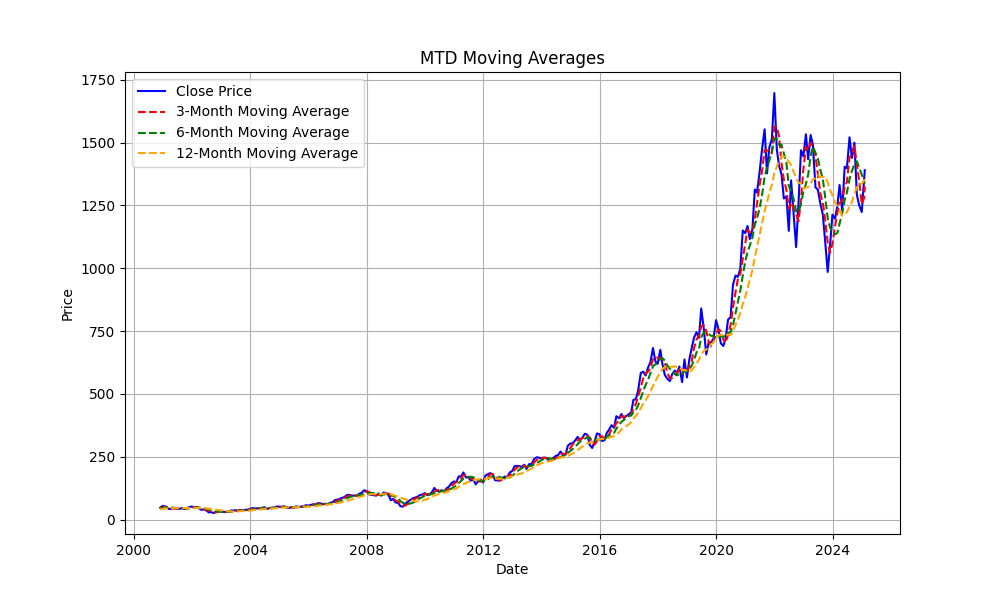 MTD Moving Averages
Close Price
3-Month Moving Average
6-Month Moving Average
12-Month Moving Average
1750
1500
1250
1000
750
500
250
0
Price
2000 2004 2008 2012 2016 2020 2024
Date